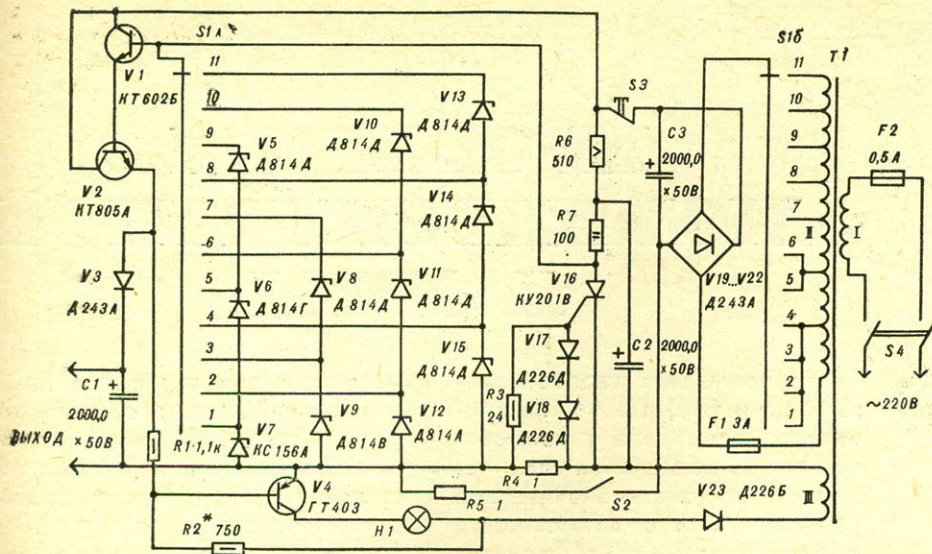 S1А
S1Б
T1
V1
КТ602Б
11
10
9
8
7
6
5
4
3
2
1
V5
Д814Д
V10
Д814Д
V13
Д814Д
R6
510
S3
C3
2000,0
×50В
11
10
9
8
7
6
5
4
3
2
1
II
I
III
F2
0,5А
V2
КТ805А
V14
Д814Д
R7
100
V3
Д243А
V6
Д814Г
V8
Д814Д
V11
Д814Д
V16
КУ201В
V19...V22
Д243А
S4
~220В
C1
2000,0
×50В
ВЫХОД
R1·1,1к
V7
КС156А
V9
Д814В
V12
Д814А
V15
Д814Д
R3
24
V17
Д226Д
V18
Д226Д
C2
2000,0
×50В
F1 3А
R4 1
R5 1
S2
V4
ГТ403
H1
V23 Д226Б
R2* 750